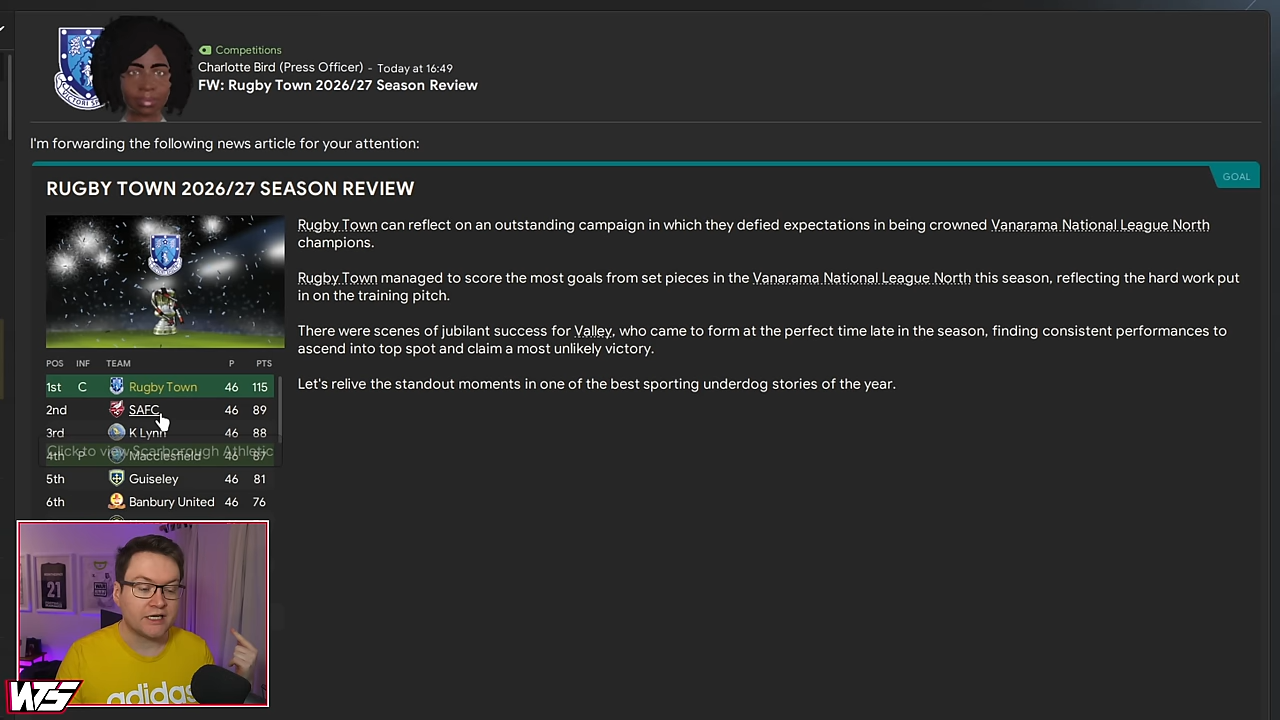 Competitions
Charlotte Bird (Press Officer) - Today at 16:49
FW: Rugby Town 2026/27 Season Review
I'm forwarding the following news article for your attention:
GOAL
RUGBY TOWN 2026/27 SEASON REVIEW
Rugby Town can reflect on an outstanding campaign in which they defied expectations in being crowned Vanarama National League North
champions.
Rugby Town managed to score the most goals from set pieces in the Vanarama National League North this season, reflecting the hard work put
in on the training pitch.
There were scenes of jubilant success for Valley, who came to form at the perfect time late in the season, finding consistent performances to
ascend into top spot and claim a most unlikely victory.
Let's relive the standout moments in one of the best sporting underdog stories of the year.
POS INF TEAM P PTS
1st C Rugby Town 46 115
2nd SAFC 46 89
3rd K Lynn 46 88
Click to view Scarborough Athletic
4th P Macclesfield 46 87
5th Guiseley 46 81
6th Banbury United 46 76
21
adidas
WTS